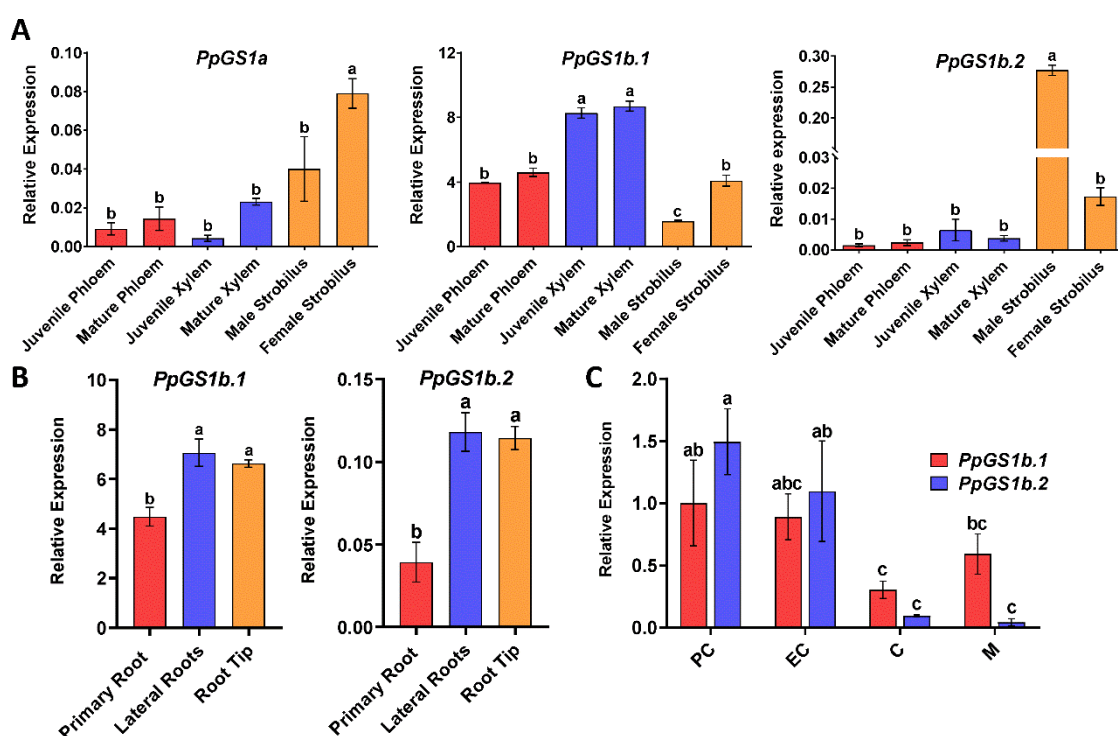 A
PpGS1a
Relative Expression
0.10
0.08
0.06
0.04
0.02
0.00
b
b
b
b
b
a
Juvenile Phloem
Mature Phloem
Juvenile Xylem
Mature Xylem
Male Strobilus
Female Strobilus
PpGS1b.1
Relative Expression
12
8
4
0
b
b
a
a
c
b
Juvenile Phloem
Mature Phloem
Juvenile Xylem
Mature Xylem
Male Strobilus
Female Strobilus
PpGS1b.2
Relative expression
0.30
0.20
0.03
0.02
0.01
0.00
b
b
b
b
a
b
Juvenile Phloem
Mature Phloem
Juvenile Xylem
Mature Xylem
Male Strobilus
Female Strobilus
B
PpGS1b.1
Relative Expression
10
8
6
4
2
0
b
a
a
Primary Root
Lateral Roots
Root Tip
PpGS1b.2
Relative Expression
0.15
0.10
0.05
0.00
b
a
a
Primary Root
Lateral Roots
Root Tip
C
Relative Expression
2.0
1.5
1.0
0.5
0.0
ab
a
abc
ab
c
c
bc
c
PpGS1b.1
PpGS1b.2
PC
EC
C
M